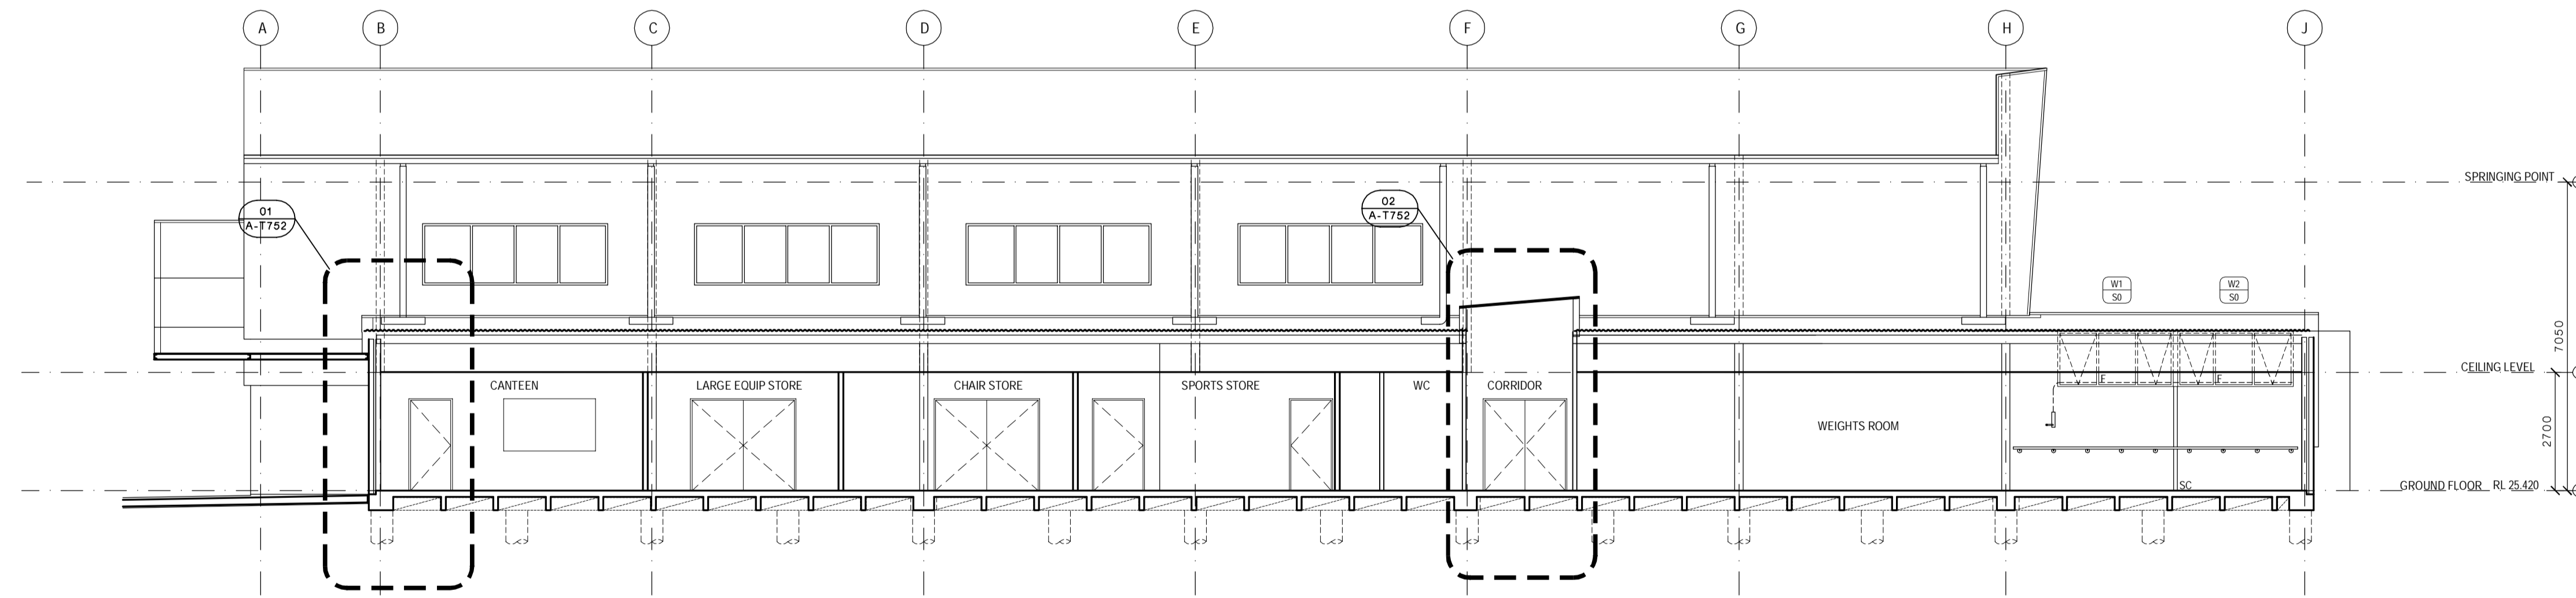 A B C D E F G H J
SPRINGING POINT
01
A-T752
02
A-T752
W1
S0
W2
S0
7050
CEILING LEVEL
CANTEEN LARGE EQUIP STORE CHAIR STORE SPORTS STORE WC CORRIDOR
F F
WEIGHTS ROOM
2700
SC
GROUND FLOOR RL 25.420